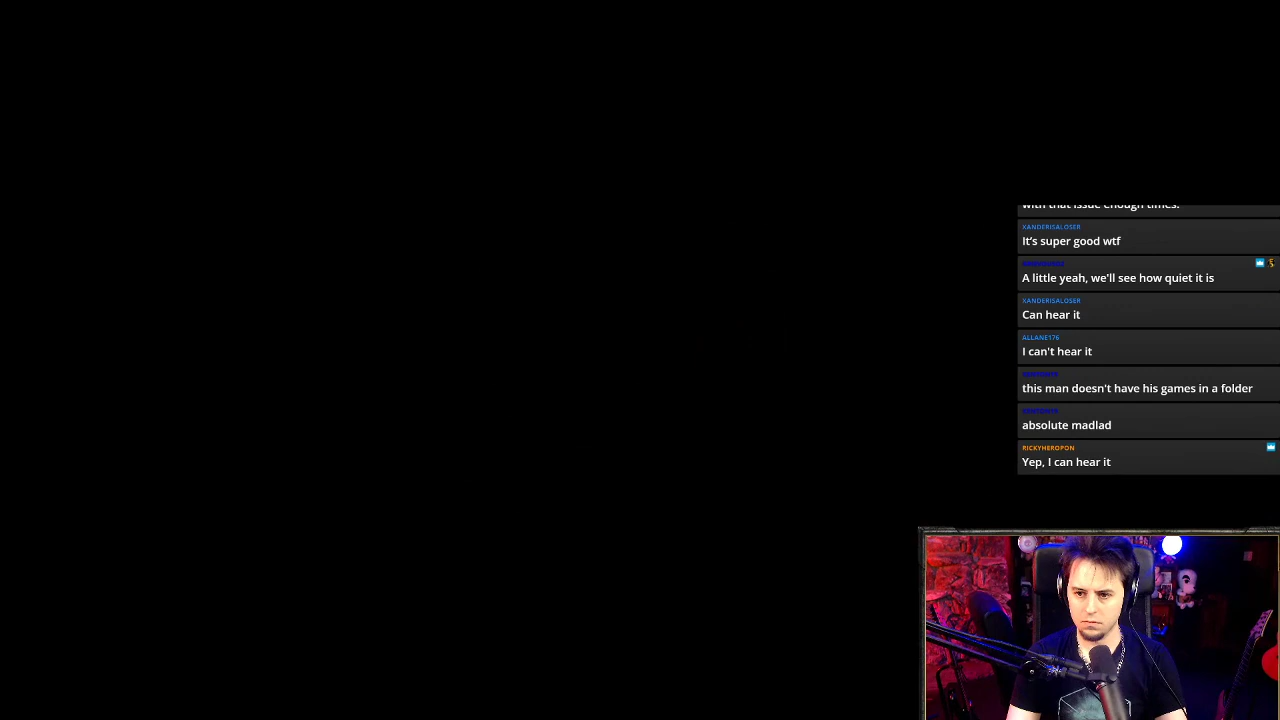 with that issue enough times.
XANDERISALOSER
It's super good wtf
A little yeah, we'll see how quiet it is
XANDERISALOSER
Can hear it
ALLANE176
I can't hear it
this man doesn't have his games in a folder
absolute madlad
RICKYHEROPON
Yep, I can hear it